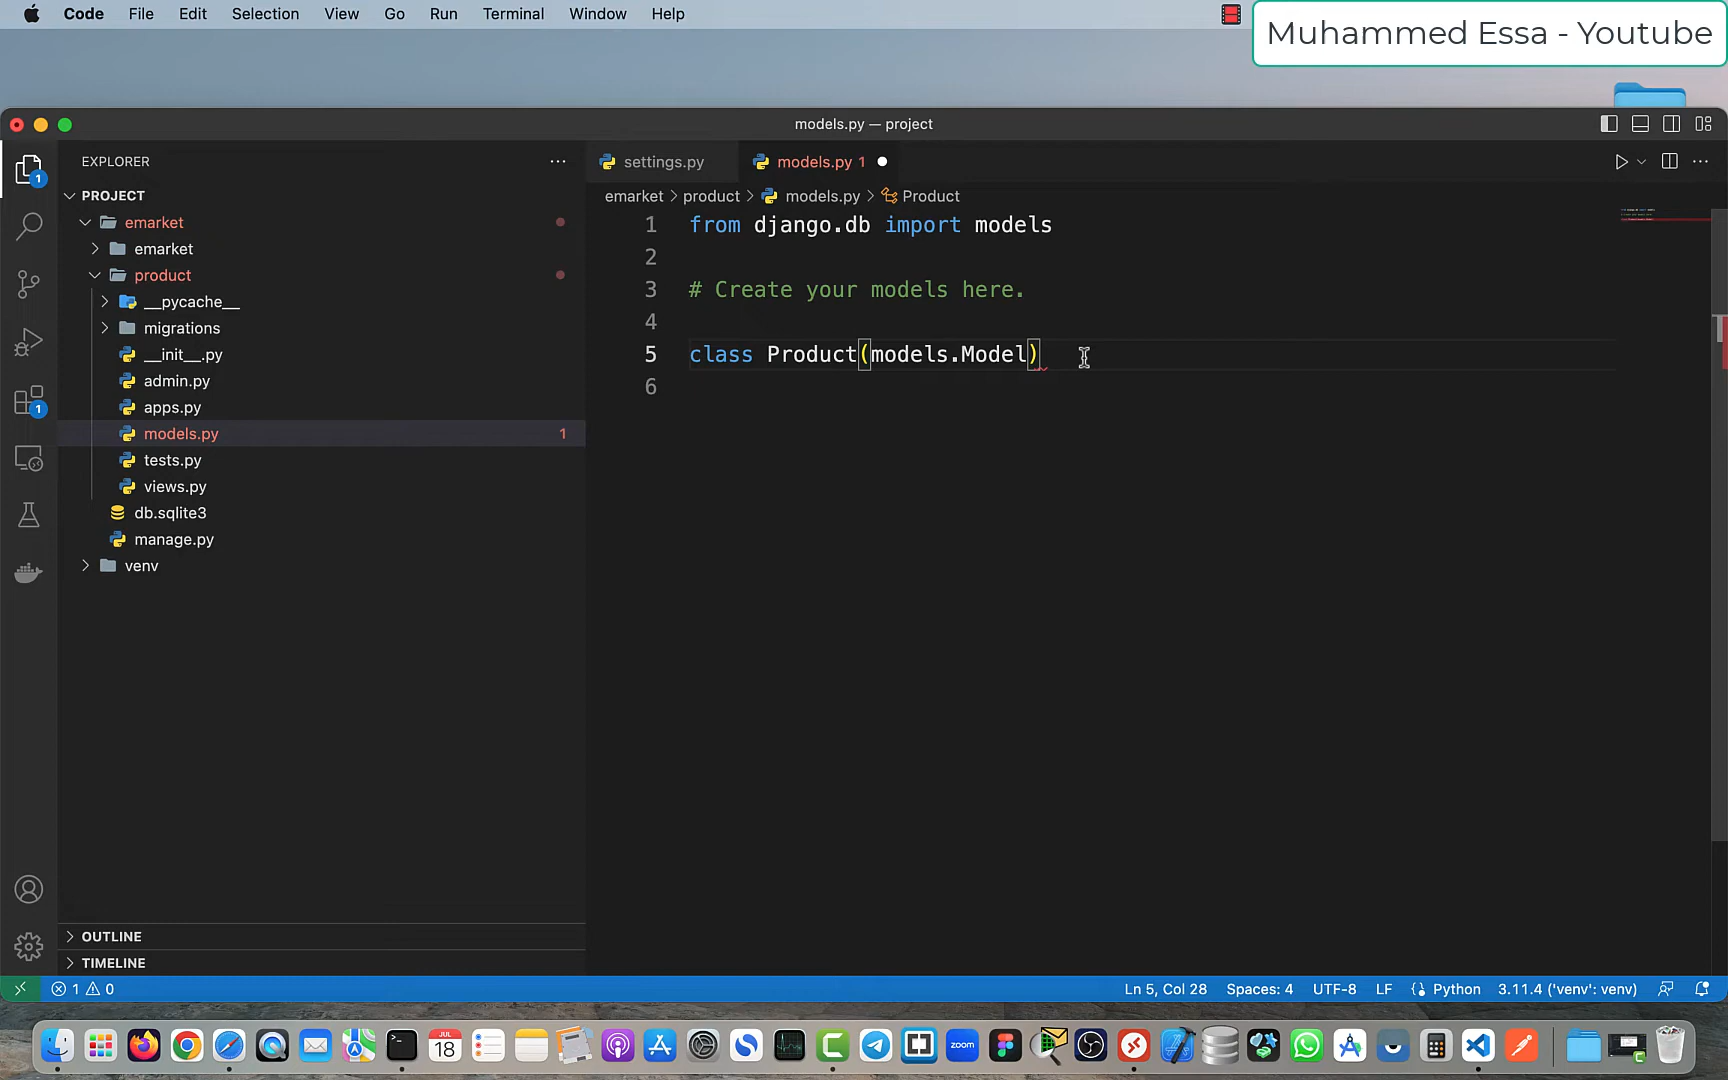 Code File Edit Selection View Go Run Terminal Window Help
Muhammed Essa - Youtube
models.py — project
EXPLORER
settings.py
models.py 1
PROJECT
emarket > product > models.py > Product
emarket
emarket
product
__pycache__
migrations
__init__.py
admin.py
apps.py
models.py 1
tests.py
views.py
db.sqlite3
manage.py
venv
1 from django.db import models
2
3 # Create your models here.
4
5 class Product(models.Model)
6
1
1
OUTLINE
TIMELINE
1 0
Ln 5, Col 28 Spaces: 4 UTF-8 LF Python 3.11.4 ('venv': venv)
JUL
18
zoom